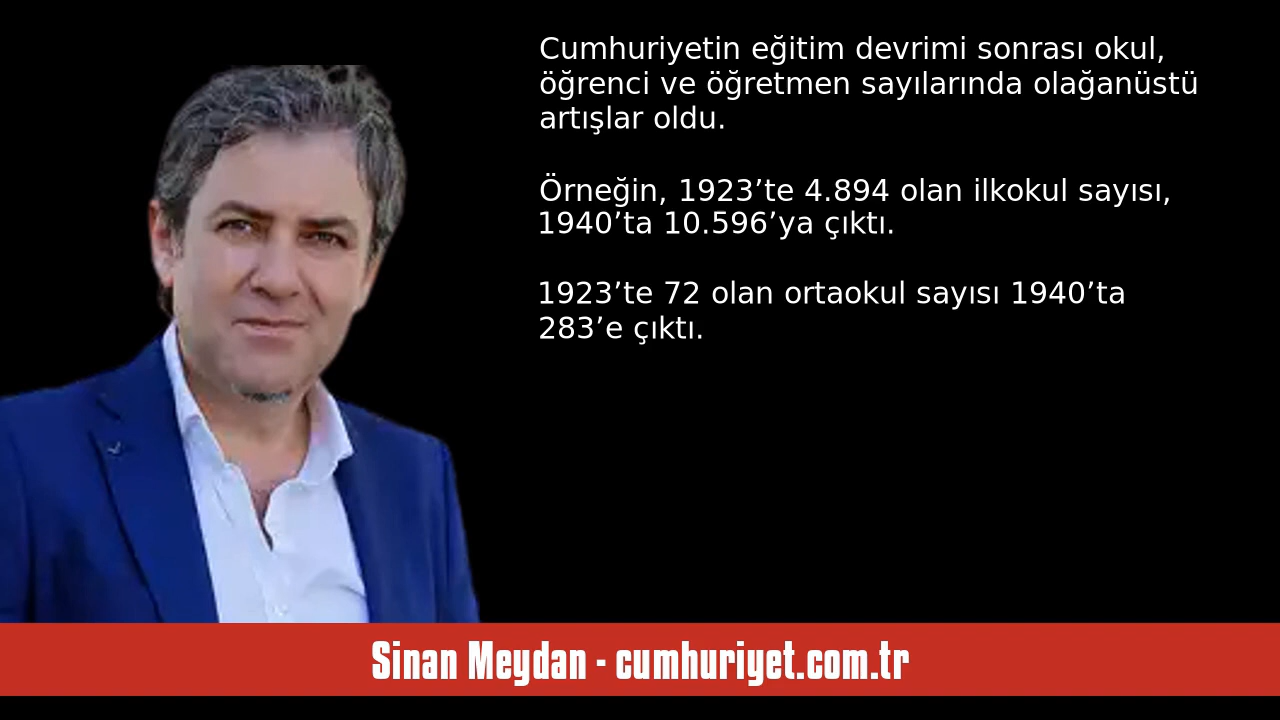 Cumhuriyetin eğitim devrimi sonrası okul,
öğrenci ve öğretmen sayılarında olağanüstü
artışlar oldu.
Örneğin, 1923’te 4.894 olan ilkokul sayısı,
1940’ta 10.596’ya çıktı.
1923’te 72 olan ortaokul sayısı 1940’ta
283’e çıktı.
Sinan Meydan - cumhuriyet.com.tr